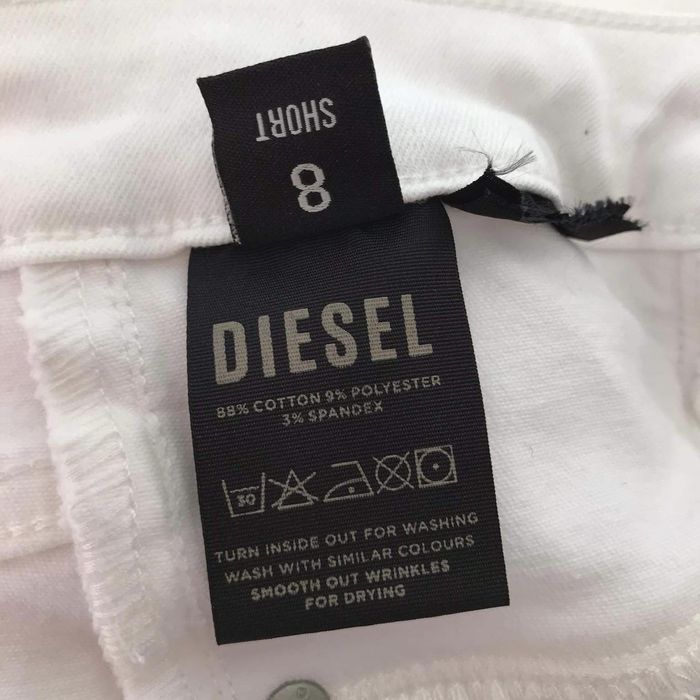 SHORT
8
DIESEL
88% COTTON 9% POLYESTER
3% SPANDEX
30
TURN INSIDE OUT FOR WASHING
WASH WITH SIMILAR COLOURS
SMOOTH OUT WRINKLES
FOR DRYING